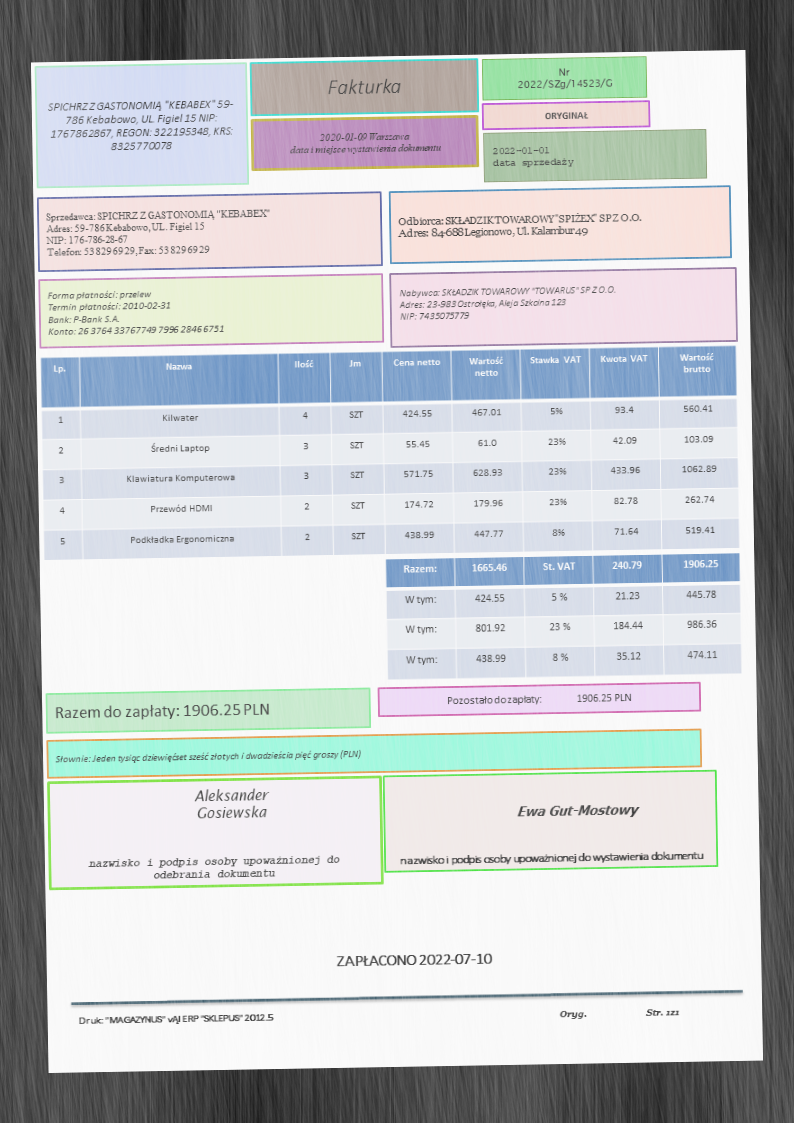 SPICHRZ Z GASTONOMIĄ "KEBABEX" 59-
786 Kebabowo, UL. Figiel 15 NIP:
1767862867, REGON: 322195348, KRS:
8325770078
Fakturka
2020-01-09 Warszawa
data i miejsce wystawienia dokumentu
Nr
2022/SZg/14523/G
ORYGINAŁ
2022-01-01
data sprzedaży
Sprzedawca: SPICHRZ Z GASTONOMIĄ "KEBABEX"
Adres: 59-786 Kebabowo, UL. Figiel 15
NIP: 176-786-28-67
Telefon: 538296929, Fax: 538296929
Odbiorca: SKŁADZIK TOWAROWY "SPIŻEX" SP Z O.O.
Adres: 84-688 Legionowo, Ul. Kalambur 49
Forma płatności: przelew
Termin płatności: 2010-02-31
Bank: P-Bank S.A.
Konto: 26 3764 3376 7749 7996 2846 6751
Nabywca: SKŁADZIK TOWAROWY "TOWARUS" SP Z O.O.
Adres: 23-983 Ostrołęka, Aleja Szkolna 123
NIP: 7435075779
Lp. Nazwa Ilość Jm Cena netto Wartość netto Stawka VAT Kwota VAT Wartość brutto
1 Kilwater 4 SZT 424.55 467.01 5% 93.4 560.41
2 Średni Laptop 3 SZT 55.45 61.0 23% 42.09 103.09
3 Klawiatura Komputerowa 3 SZT 571.75 628.93 23% 433.96 1062.89
4 Przewód HDMI 2 SZT 174.72 179.96 23% 82.78 262.74
5 Podkładka Ergonomiczna 2 SZT 438.99 447.77 8% 71.64 519.41
Razem: 1665.46 St. VAT 240.79 1906.25
W tym: 424.55 5 % 21.23 445.78
W tym: 801.92 23 % 184.44 986.36
W tym: 438.99 8 % 35.12 474.11
Razem do zapłaty: 1906.25 PLN
Pozostało do zapłaty: 1906.25 PLN
Słownie: Jeden tysiąc dziewięćset sześć złotych i dwadzieścia pięć groszy (PLN)
Aleksander
Gosiewska
nazwisko i podpis osoby upoważnionej do
odebrania dokumentu
Ewa Gut-Mostowy
nazwisko i podpis osoby upoważnionej do wystawienia dokumentu
ZAPŁACONO 2022-07-10
Druk: "MAGAZYNUS" vAJ ERP "SKLEPUS" 2012.5
Oryg.
Str. 121